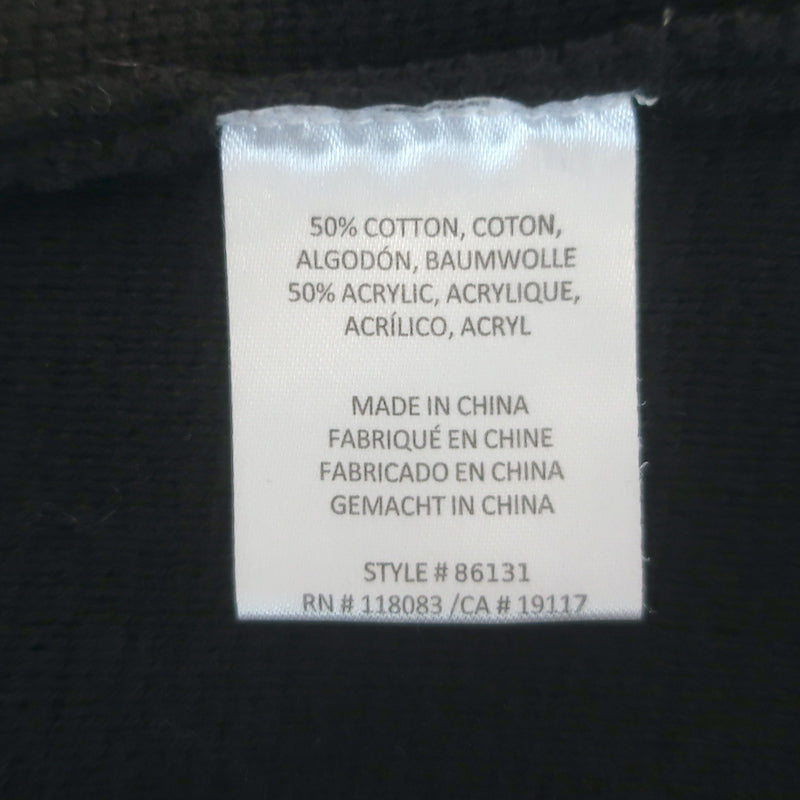 50% COTTON, COTON,
ALGODÓN, BAUMWOLLE
50% ACRYLIC, ACRYLIQUE,
ACRÍLICO, ACRYL
MADE IN CHINA
FABRIQUÉ EN CHINE
FABRICADO EN CHINA
GEMACHT IN CHINA
STYLE # 86131
RN # 118083 /CA # 19117